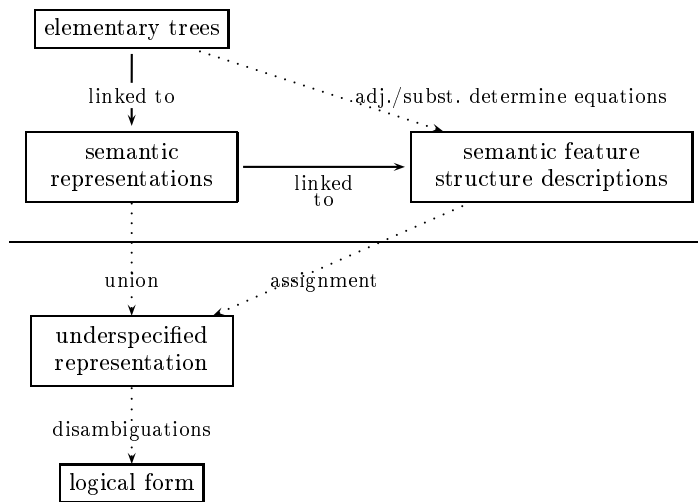 elementary trees
linked to
adj./subst. determine equations
semantic
representations
linked
to
semantic feature
structure descriptions
union
assignment
underspecified
representation
disambiguations
logical form